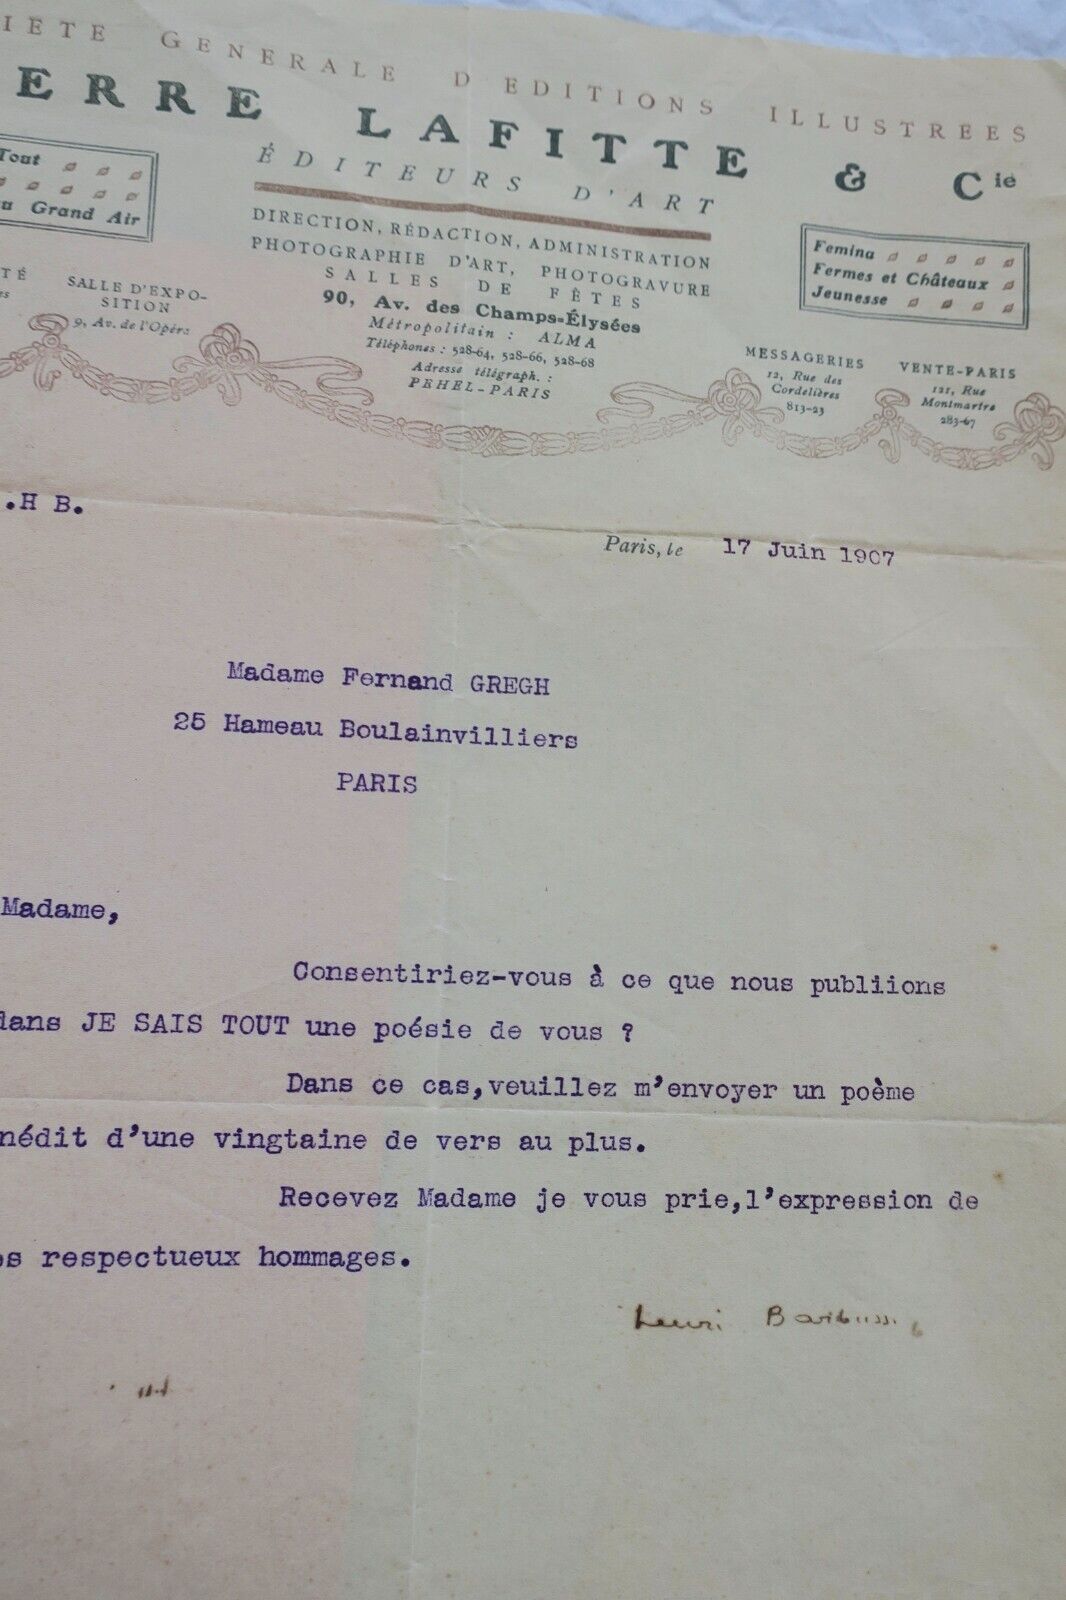 IETE GENERALE D'EDITIONS ILLUSTREES
ERRE LAFITTE & Cie
ÉDITEURS D'ART
Tout
au Grand Air
DIRECTION, RÉDACTION, ADMINISTRATION
PHOTOGRAPHIE D'ART, PHOTOGRAVURE
SALLES DE FÊTES
90, Av. des Champs-Élysées
Métropolitain : ALMA
Téléphones : 528-64, 528-66, 528-68
Adresse télégraph. :
PEHEL-PARIS
Femina
Fermes et Châteaux
Jeunesse
TÉ
SALLE D'EXPO-
SITION
9, Av. de l'Opéra
MESSAGERIES
12, Rue des
Cordelières
813-23
VENTE-PARIS
121, Rue
Montmartre
283-67
.H B.
Paris, le 17 Juin 1907
Madame Fernand GREGH
25 Hameau Boulainvilliers
PARIS
Madame,
Consentiriez-vous à ce que nous publiions
dans JE SAIS TOUT une poésie de vous ?
Dans ce cas,veuillez m'envoyer un poème
nédit d'une vingtaine de vers au plus.
Recevez Madame je vous prie,l'expression de
es respectueux hommages.
Henri Barbusse